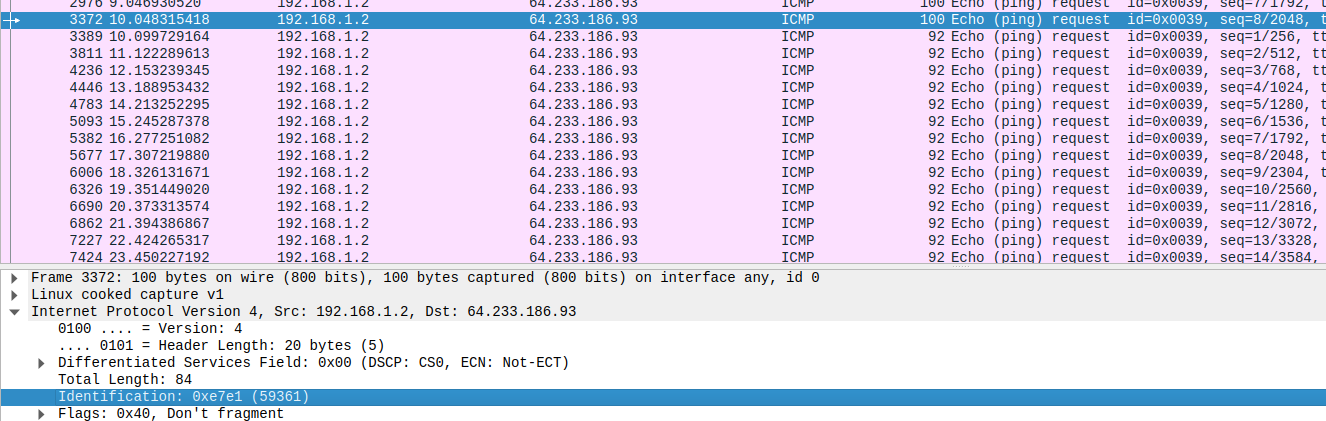 2976 9.046930520 192.168.1.2 64.233.186.93 ICMP 100 Echo (ping) request id=0x0039, seq=7/1792, t
3372 10.048315418 192.168.1.2 64.233.186.93 ICMP 100 Echo (ping) request id=0x0039, seq=8/2048, t
3389 10.099729164 192.168.1.2 64.233.186.93 ICMP 92 Echo (ping) request id=0x0039, seq=1/256, tt
3811 11.122289613 192.168.1.2 64.233.186.93 ICMP 92 Echo (ping) request id=0x0039, seq=2/512, tt
4236 12.153239345 192.168.1.2 64.233.186.93 ICMP 92 Echo (ping) request id=0x0039, seq=3/768, tt
4446 13.188953432 192.168.1.2 64.233.186.93 ICMP 92 Echo (ping) request id=0x0039, seq=4/1024, t
4783 14.213252295 192.168.1.2 64.233.186.93 ICMP 92 Echo (ping) request id=0x0039, seq=5/1280, t
5093 15.245287378 192.168.1.2 64.233.186.93 ICMP 92 Echo (ping) request id=0x0039, seq=6/1536, t
5382 16.277251082 192.168.1.2 64.233.186.93 ICMP 92 Echo (ping) request id=0x0039, seq=7/1792, t
5677 17.307219880 192.168.1.2 64.233.186.93 ICMP 92 Echo (ping) request id=0x0039, seq=8/2048, t
6006 18.326131671 192.168.1.2 64.233.186.93 ICMP 92 Echo (ping) request id=0x0039, seq=9/2304, t
6326 19.351449020 192.168.1.2 64.233.186.93 ICMP 92 Echo (ping) request id=0x0039, seq=10/2560,
6690 20.373313574 192.168.1.2 64.233.186.93 ICMP 92 Echo (ping) request id=0x0039, seq=11/2816,
6862 21.394386867 192.168.1.2 64.233.186.93 ICMP 92 Echo (ping) request id=0x0039, seq=12/3072,
7227 22.424265317 192.168.1.2 64.233.186.93 ICMP 92 Echo (ping) request id=0x0039, seq=13/3328,
7424 23.450227192 192.168.1.2 64.233.186.93 ICMP 92 Echo (ping) request id=0x0039, seq=14/3584,
Frame 3372: 100 bytes on wire (800 bits), 100 bytes captured (800 bits) on interface any, id 0
Linux cooked capture v1
Internet Protocol Version 4, Src: 192.168.1.2, Dst: 64.233.186.93
0100 .... = Version: 4
.... 0101 = Header Length: 20 bytes (5)
Differentiated Services Field: 0x00 (DSCP: CS0, ECN: Not-ECT)
Total Length: 84
Identification: 0xe7e1 (59361)
Flags: 0x40, Don't fragment